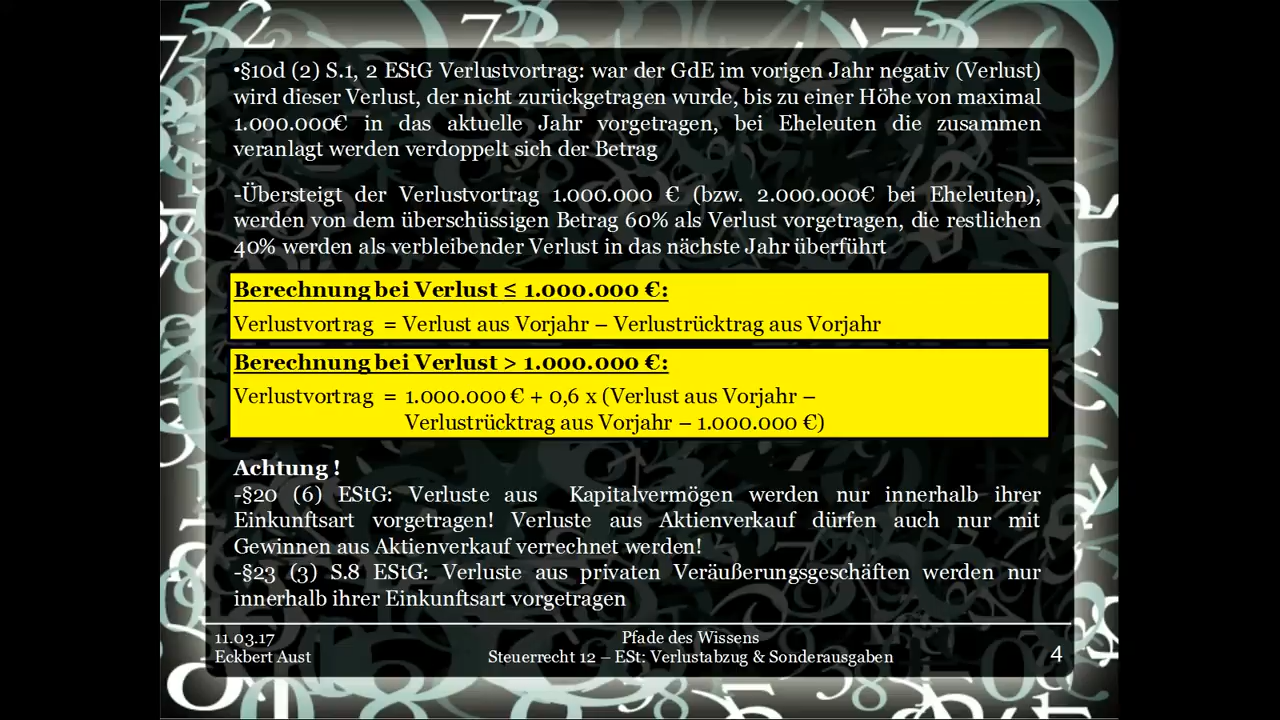 •§10d (2) S.1, 2 EStG Verlustvortrag: war der GdE im vorigen Jahr negativ (Verlust)
wird dieser Verlust, der nicht zurückgetragen wurde, bis zu einer Höhe von maximal
1.000.000€ in das aktuelle Jahr vorgetragen, bei Eheleuten die zusammen
veranlagt werden verdoppelt sich der Betrag
-Übersteigt der Verlustvortrag 1.000.000 € (bzw. 2.000.000€ bei Eheleuten),
werden von dem überschüssigen Betrag 60% als Verlust vorgetragen, die restlichen
40% werden als verbleibender Verlust in das nächste Jahr überführt
Berechnung bei Verlust ≤ 1.000.000 €:
Verlustvortrag = Verlust aus Vorjahr – Verlustrücktrag aus Vorjahr
Berechnung bei Verlust > 1.000.000 €:
Verlustvortrag = 1.000.000 € + 0,6 x (Verlust aus Vorjahr –
Verlustrücktrag aus Vorjahr – 1.000.000 €)
Achtung !
-§20 (6) EStG: Verluste aus Kapitalvermögen werden nur innerhalb ihrer
Einkunftsart vorgetragen! Verluste aus Aktienverkauf dürfen auch nur mit
Gewinnen aus Aktienverkauf verrechnet werden!
-§23 (3) S.8 EStG: Verluste aus privaten Veräußerungsgeschäften werden nur
innerhalb ihrer Einkunftsart vorgetragen
11.03.17
Eckbert Aust
Pfade des Wissens
Steuerrecht 12 – ESt: Verlustabzug & Sonderausgaben
4